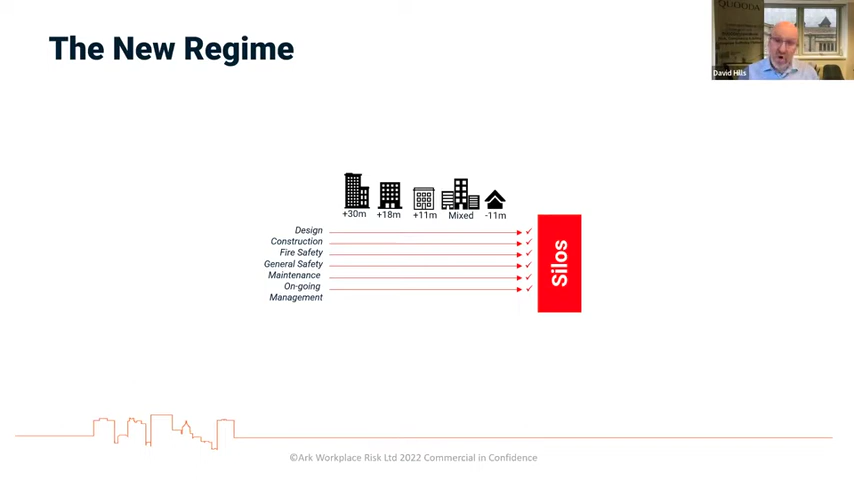 The New Regime
QUOODA
David Hills
+30m +18m +11m Mixed -11m
Design
Construction
Fire Safety
General Safety
Maintenance
On-going
Management
Silos
©Ark Workplace Risk Ltd 2022 Commercial in Confidence